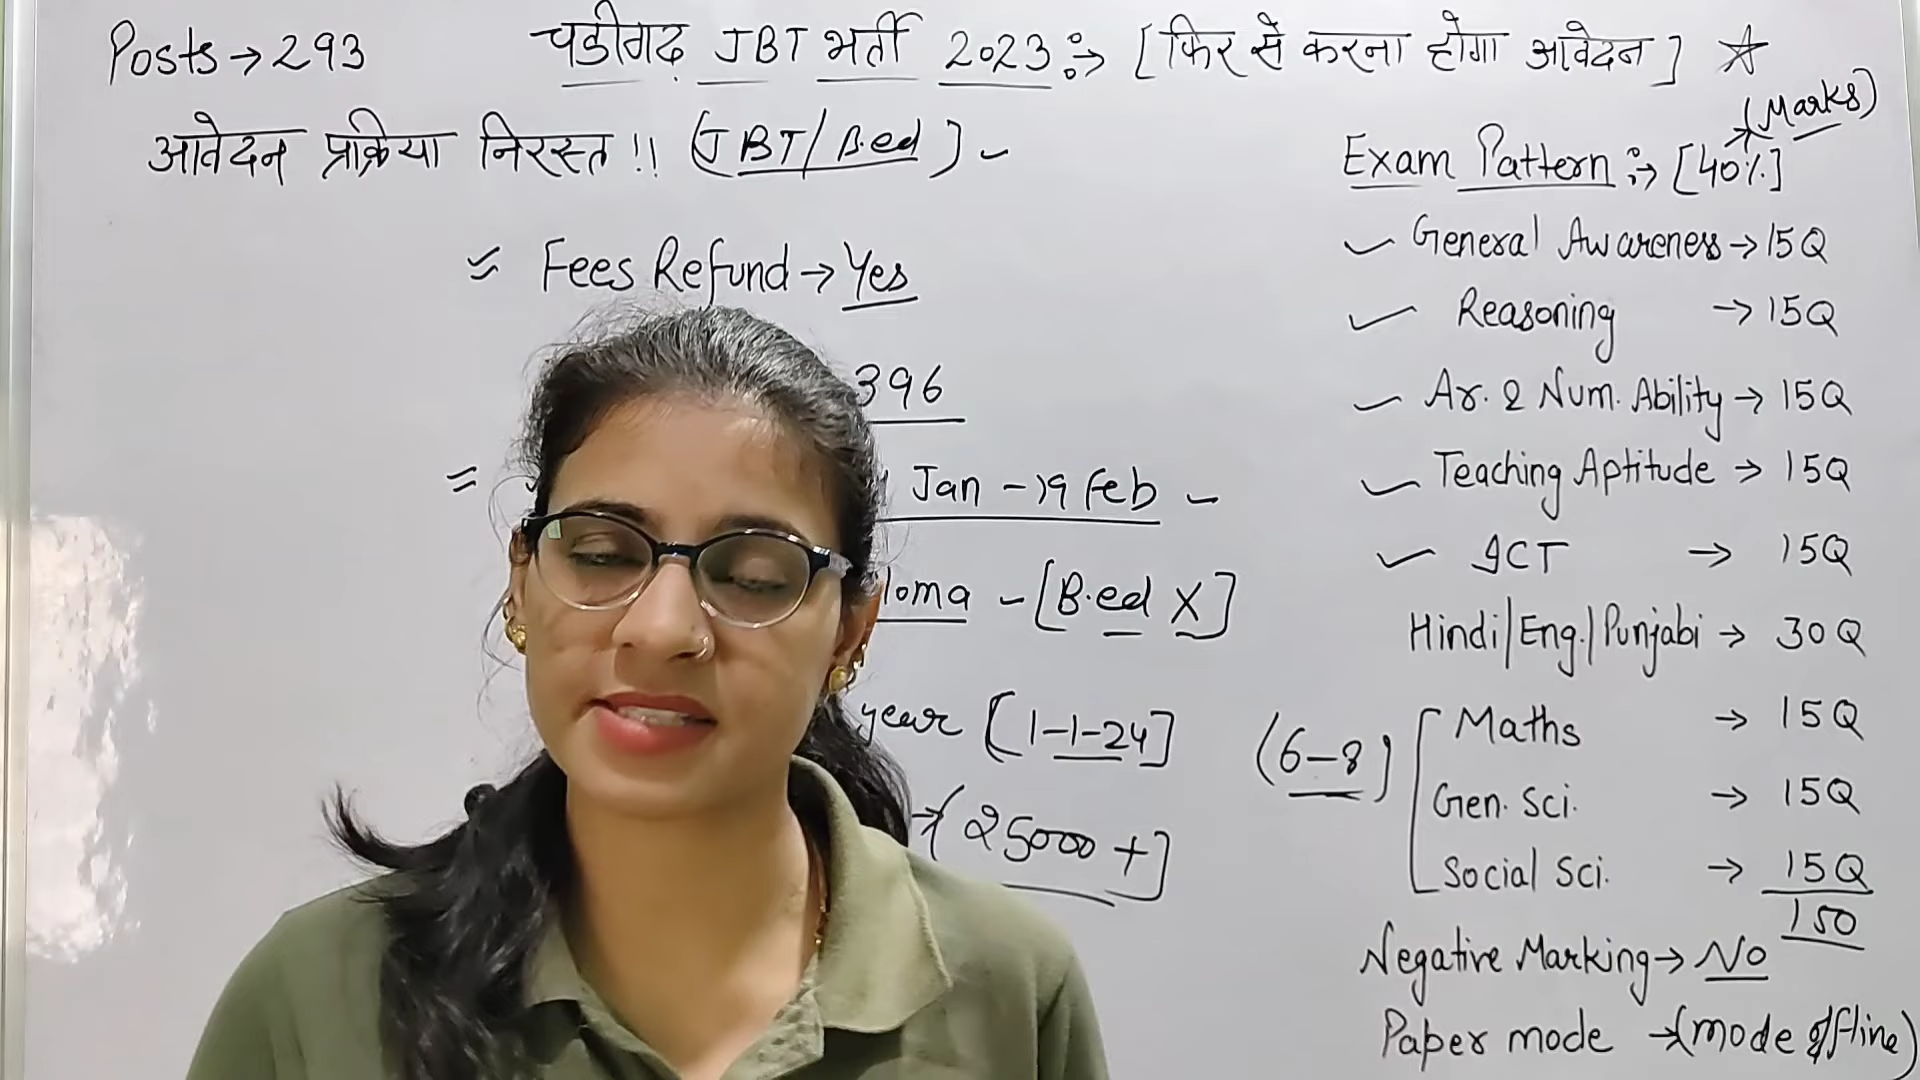 Posts → 293
चडीगढ़ JBT भर्ती 2023 :→ [फिर से करना होगा आवेदन] ☆
आवेदन प्रक्रिया निरस्त !! (JBT/B.ed)
Fees Refund → Yes
396
Jan → 9 Feb
loma - [B.ed X]
year [1-1-24]
→ (25000+]
(Marks)
Exam Pattern :→ [40%]
General Awareness → 15Q
Reasoning → 15Q
Ar. & Num. Ability → 15Q
Teaching Aptitude → 15Q
ICT → 15Q
Hindi/Eng./Punjabi → 30Q
(6-8) Maths → 15Q
Gen. Sci. → 15Q
Social Sci. → 15Q
150
Negative Marking → No
Paper mode → (mode offline)